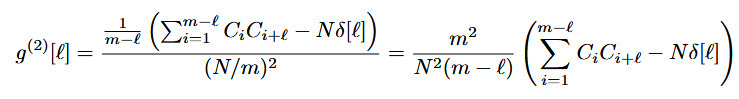 g^{(2)}[\ell] = \frac{\frac{1}{m-\ell}\left(\sum_{i=1}^{m-\ell} C_i C_{i+\ell} - N\delta[\ell]\right)}{(N/m)^2} = \frac{m^2}{N^2(m-\ell)}\left(\sum_{i=1}^{m-\ell} C_i C_{i+\ell} - N\delta[\ell]\right)